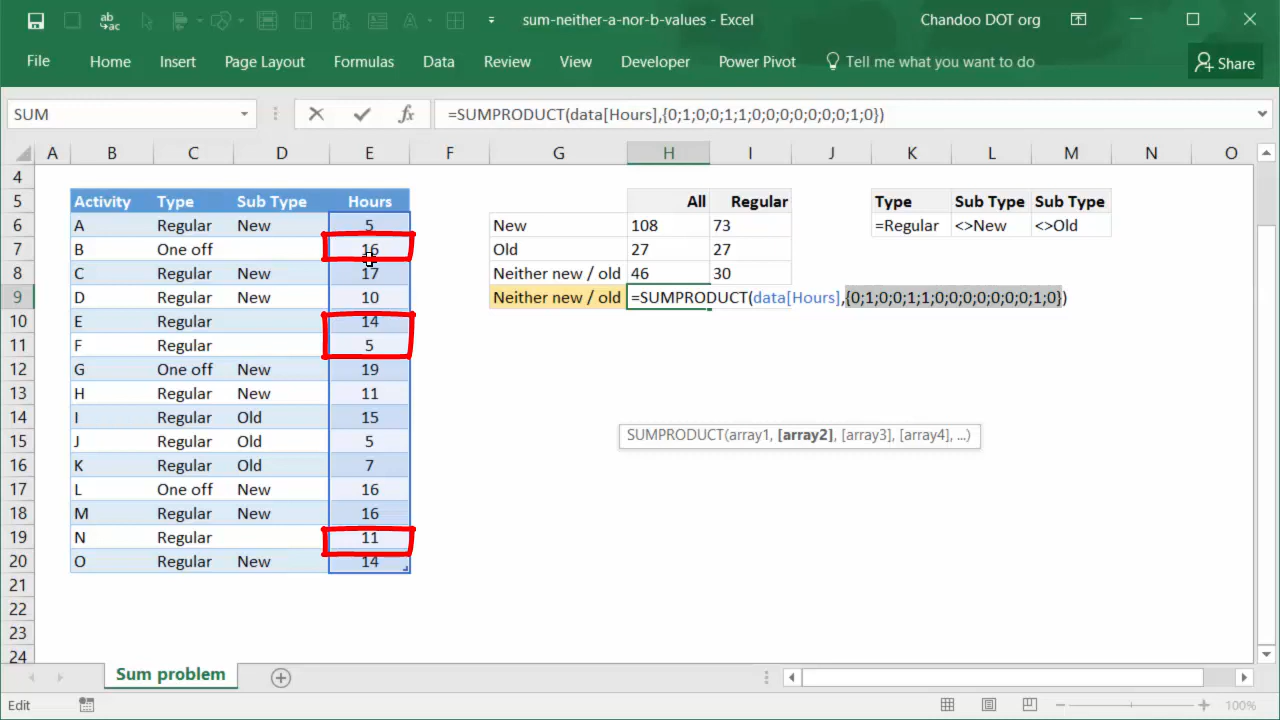 ab
ac
sum-neither-a-nor-b-values - Excel
Chandoo DOT org
File Home Insert Page Layout Formulas Data Review View Developer Power Pivot Tell me what you want to do Share
SUM fx =SUMPRODUCT(data[Hours],{0;1;0;0;1;1;0;0;0;0;0;0;0;1;0})
A B C D E F G H I J K L M N O
4
5 Activity Type Sub Type Hours All Regular Type Sub Type Sub Type
6 A Regular New 5 New 108 73 =Regular <>New <>Old
7 B One off 16 Old 27 27
8 C Regular New 17 Neither new / old 46 30
9 D Regular New 10 Neither new / old =SUMPRODUCT(data[Hours],{0;1;0;0;1;1;0;0;0;0;0;0;0;1;0})
10 E Regular 14
11 F Regular 5
12 G One off New 19
13 H Regular New 11
14 I Regular Old 15
SUMPRODUCT(array1, [array2], [array3], [array4], ...)
15 J Regular Old 5
16 K Regular Old 7
17 L One off New 16
18 M Regular New 16
19 N Regular 11
20 O Regular New 14
21
22
23
24
Sum problem
Edit 100%